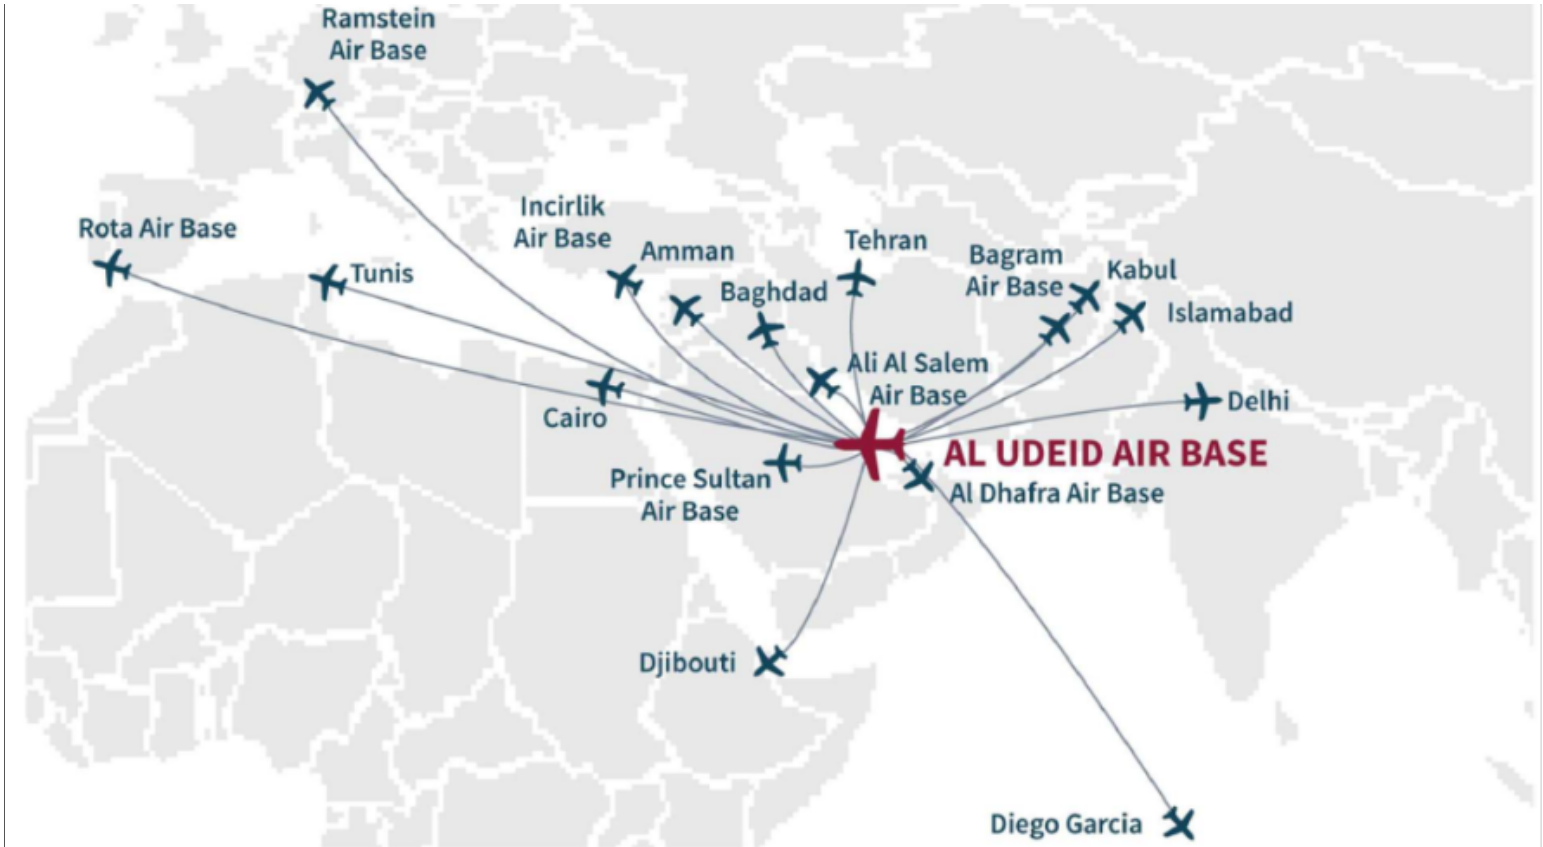 Ramstein
Air Base
Rota Air Base
Incirlik
Air Base
Amman
Tehran
Bagram
Air Base
Kabul
Tunis
Baghdad
Islamabad
Ali Al Salem
Air Base
Cairo
Delhi
AL UDEID AIR BASE
Prince Sultan
Air Base
Al Dhafra Air Base
Djibouti
Diego Garcia